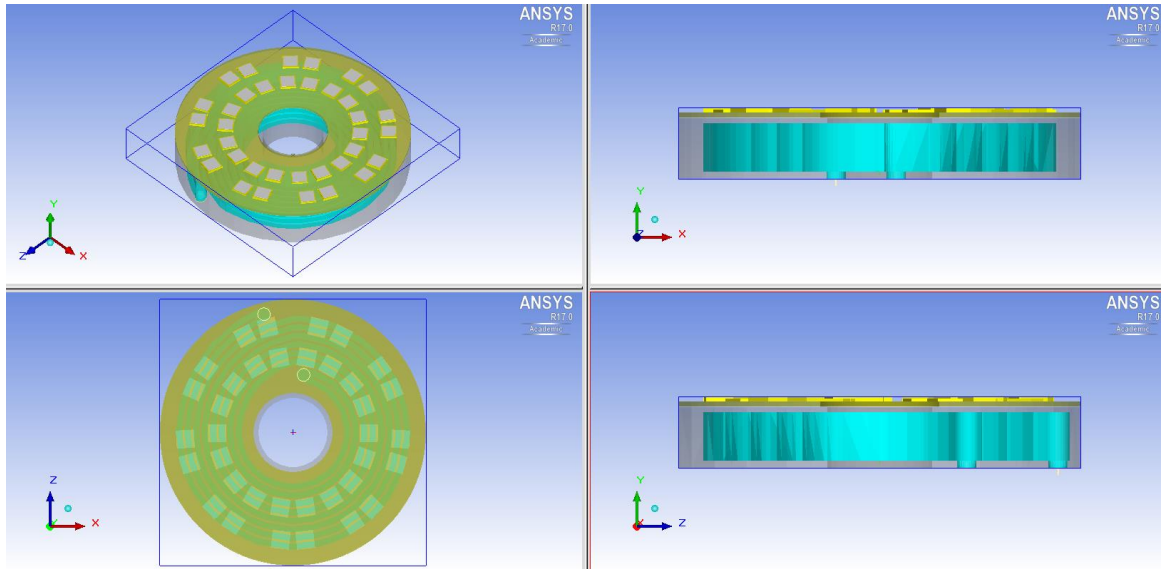 ANSYS
R17.0
Academic
Y
Z
X
ANSYS
R17.0
Academic
Y
Z
X
ANSYS
R17.0
Academic
Z
Y
X
ANSYS
R17.0
Academic
Y
X
Z